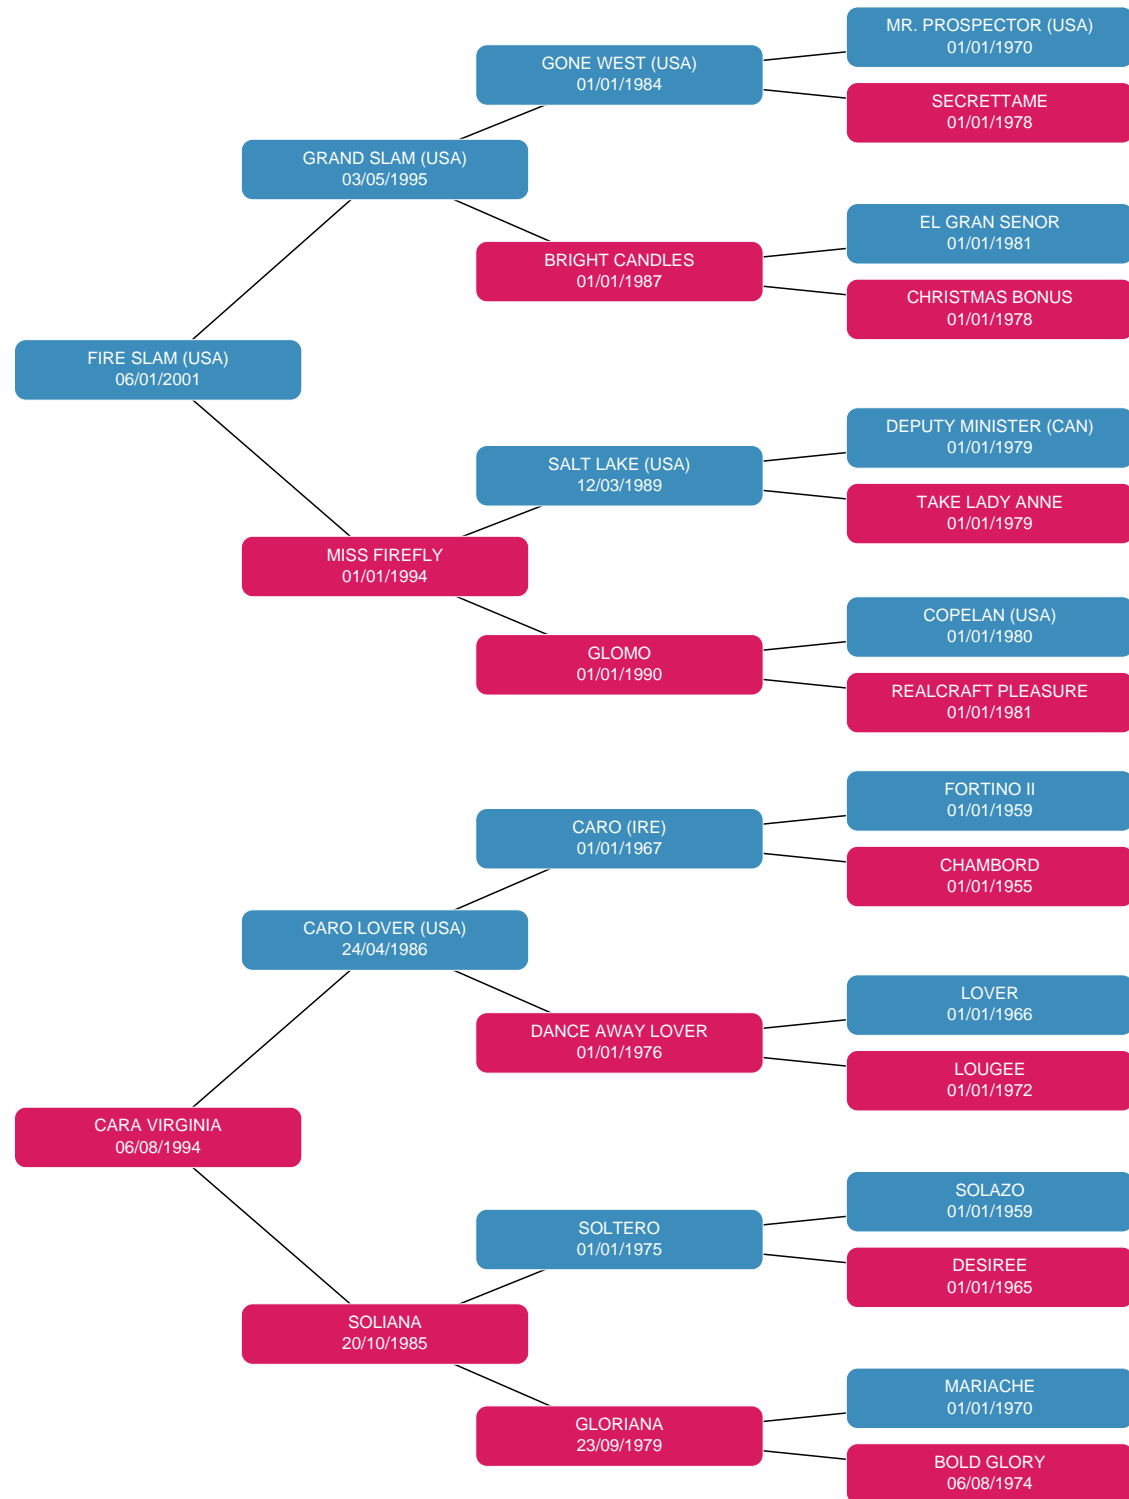 MR. PROSPECTOR (USA)
01/01/1970
GONE WEST (USA)
01/01/1984
SECRETTAME
01/01/1978
GRAND SLAM (USA)
03/05/1995
EL GRAN SENOR
01/01/1981
BRIGHT CANDLES
01/01/1987
CHRISTMAS BONUS
01/01/1978
FIRE SLAM (USA)
06/01/2001
DEPUTY MINISTER (CAN)
01/01/1979
SALT LAKE (USA)
12/03/1989
TAKE LADY ANNE
01/01/1979
MISS FIREFLY
01/01/1994
COPELAN (USA)
01/01/1980
GLOMO
01/01/1990
REALCRAFT PLEASURE
01/01/1981
FORTINO II
01/01/1959
CARO (IRE)
01/01/1967
CHAMBORD
01/01/1955
CARO LOVER (USA)
24/04/1986
LOVER
01/01/1966
DANCE AWAY LOVER
01/01/1976
LOUGEE
01/01/1972
CARA VIRGINIA
06/08/1994
SOLAZO
01/01/1959
SOLTERO
01/01/1975
DESIREE
01/01/1965
SOLIANA
20/10/1985
MARIACHE
01/01/1970
GLORIANA
23/09/1979
BOLD GLORY
06/08/1974